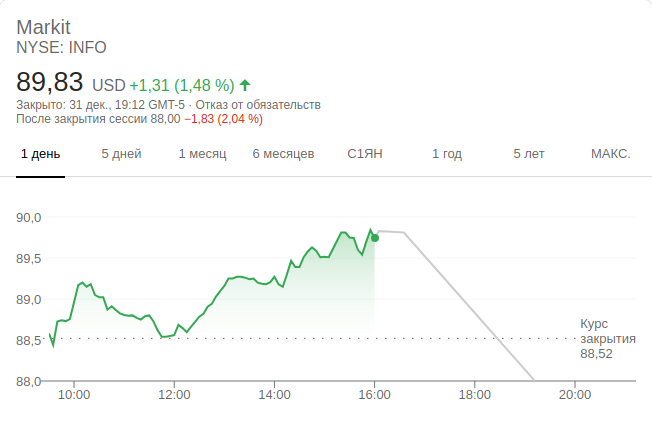 Markit
NYSE: INFO
89,83 USD +1,31 (1,48 %)
Закрыто: 31 дек., 19:12 GMT-5 · Отказ от обязательств
После закрытия сессии 88,00 −1,83 (2,04 %)
1 день 5 дней 1 месяц 6 месяцев С1ЯН 1 год 5 лет МАКС.
90,0
89,5
89,0
88,5
88,0
Курс
закрытия
88,52
10:00 12:00 14:00 16:00 18:00 20:00